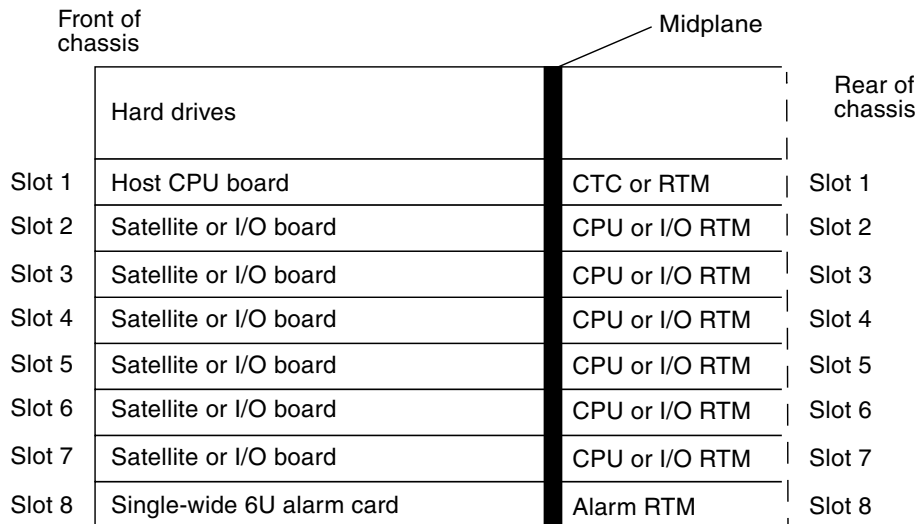 Front of
chassis
Midplane
Rear of
chassis
Hard drives
Slot 1 Host CPU board CTC or RTM Slot 1
Slot 2 Satellite or I/O board CPU or I/O RTM Slot 2
Slot 3 Satellite or I/O board CPU or I/O RTM Slot 3
Slot 4 Satellite or I/O board CPU or I/O RTM Slot 4
Slot 5 Satellite or I/O board CPU or I/O RTM Slot 5
Slot 6 Satellite or I/O board CPU or I/O RTM Slot 6
Slot 7 Satellite or I/O board CPU or I/O RTM Slot 7
Slot 8 Single-wide 6U alarm card Alarm RTM Slot 8